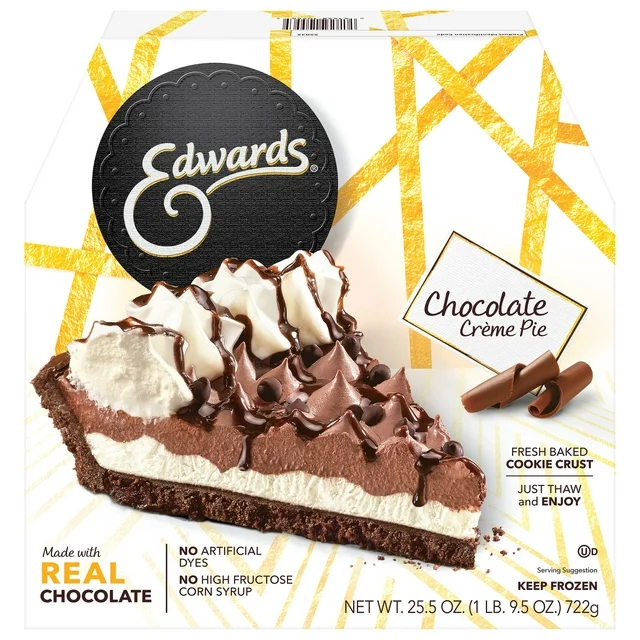 Edwards®
Chocolate
Crème Pie
FRESH BAKED
COOKIE CRUST
JUST THAW
and ENJOY
Made with
REAL
CHOCOLATE
NO ARTIFICIAL
DYES
NO HIGH FRUCTOSE
CORN SYRUP
UD
Serving Suggestion
KEEP FROZEN
NET WT. 25.5 OZ. (1 LB. 9.5 OZ.) 722g